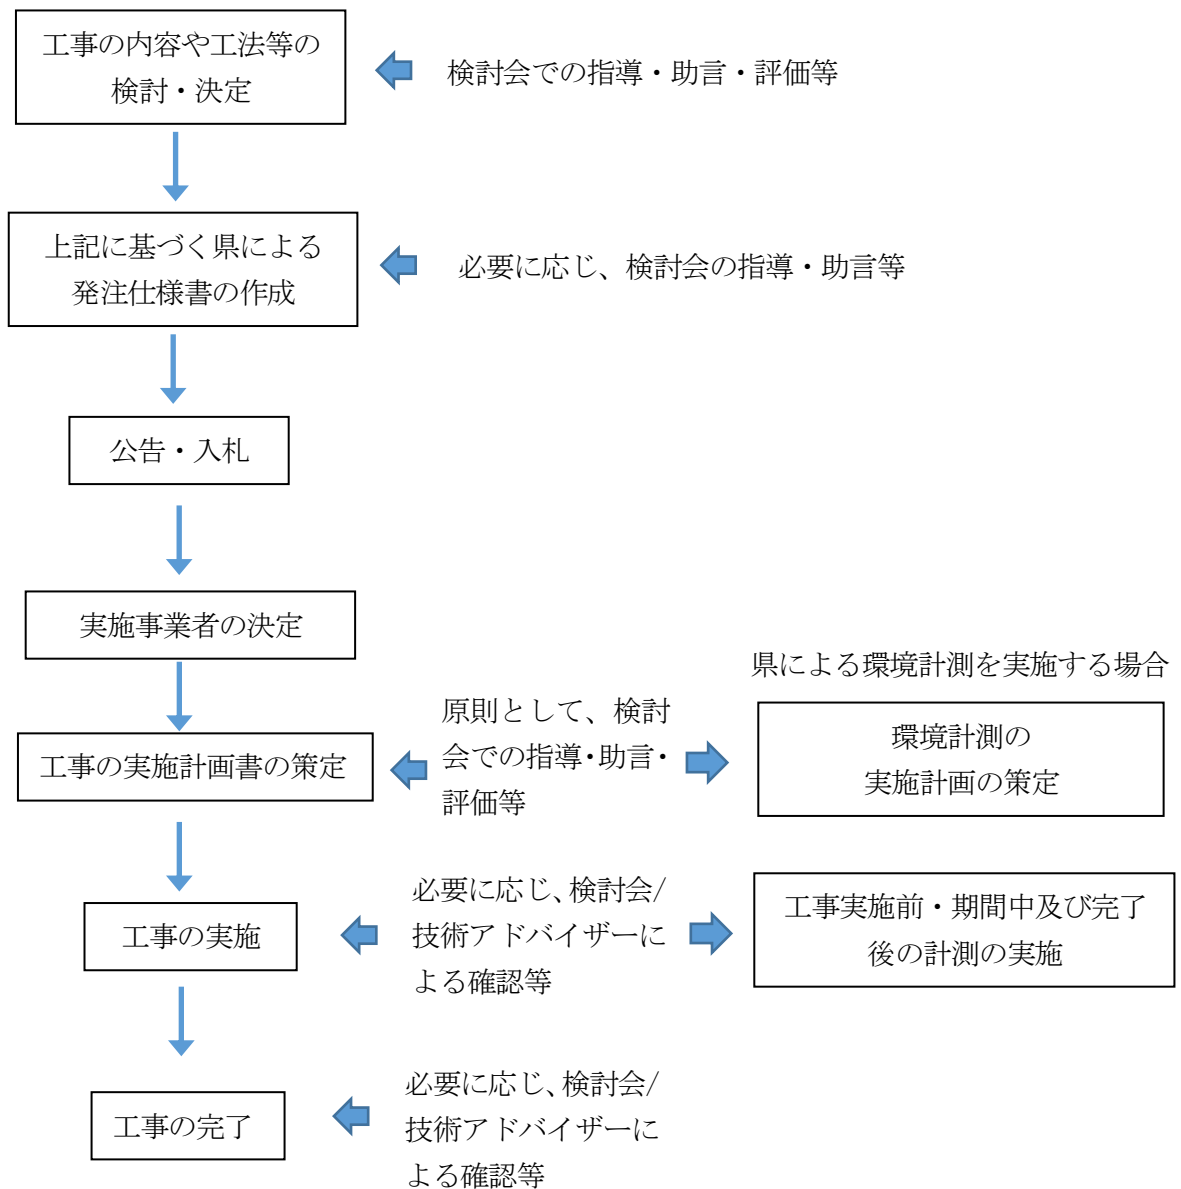 工事の内容や工法等の
検討・決定
検討会での指導・助言・評価等
上記に基づく県による
発注仕様書の作成
必要に応じ、検討会の指導・助言等
公告・入札
実施事業者の決定
県による環境計測を実施する場合
工事の実施計画書の策定
原則として、検討
会での指導・助言・
評価等
環境計測の
実施計画の策定
工事の実施
必要に応じ、検討会/
技術アドバイザーに
よる確認等
工事実施前・期間中及び完了
後の計測の実施
工事の完了
必要に応じ、検討会/
技術アドバイザーに
よる確認等